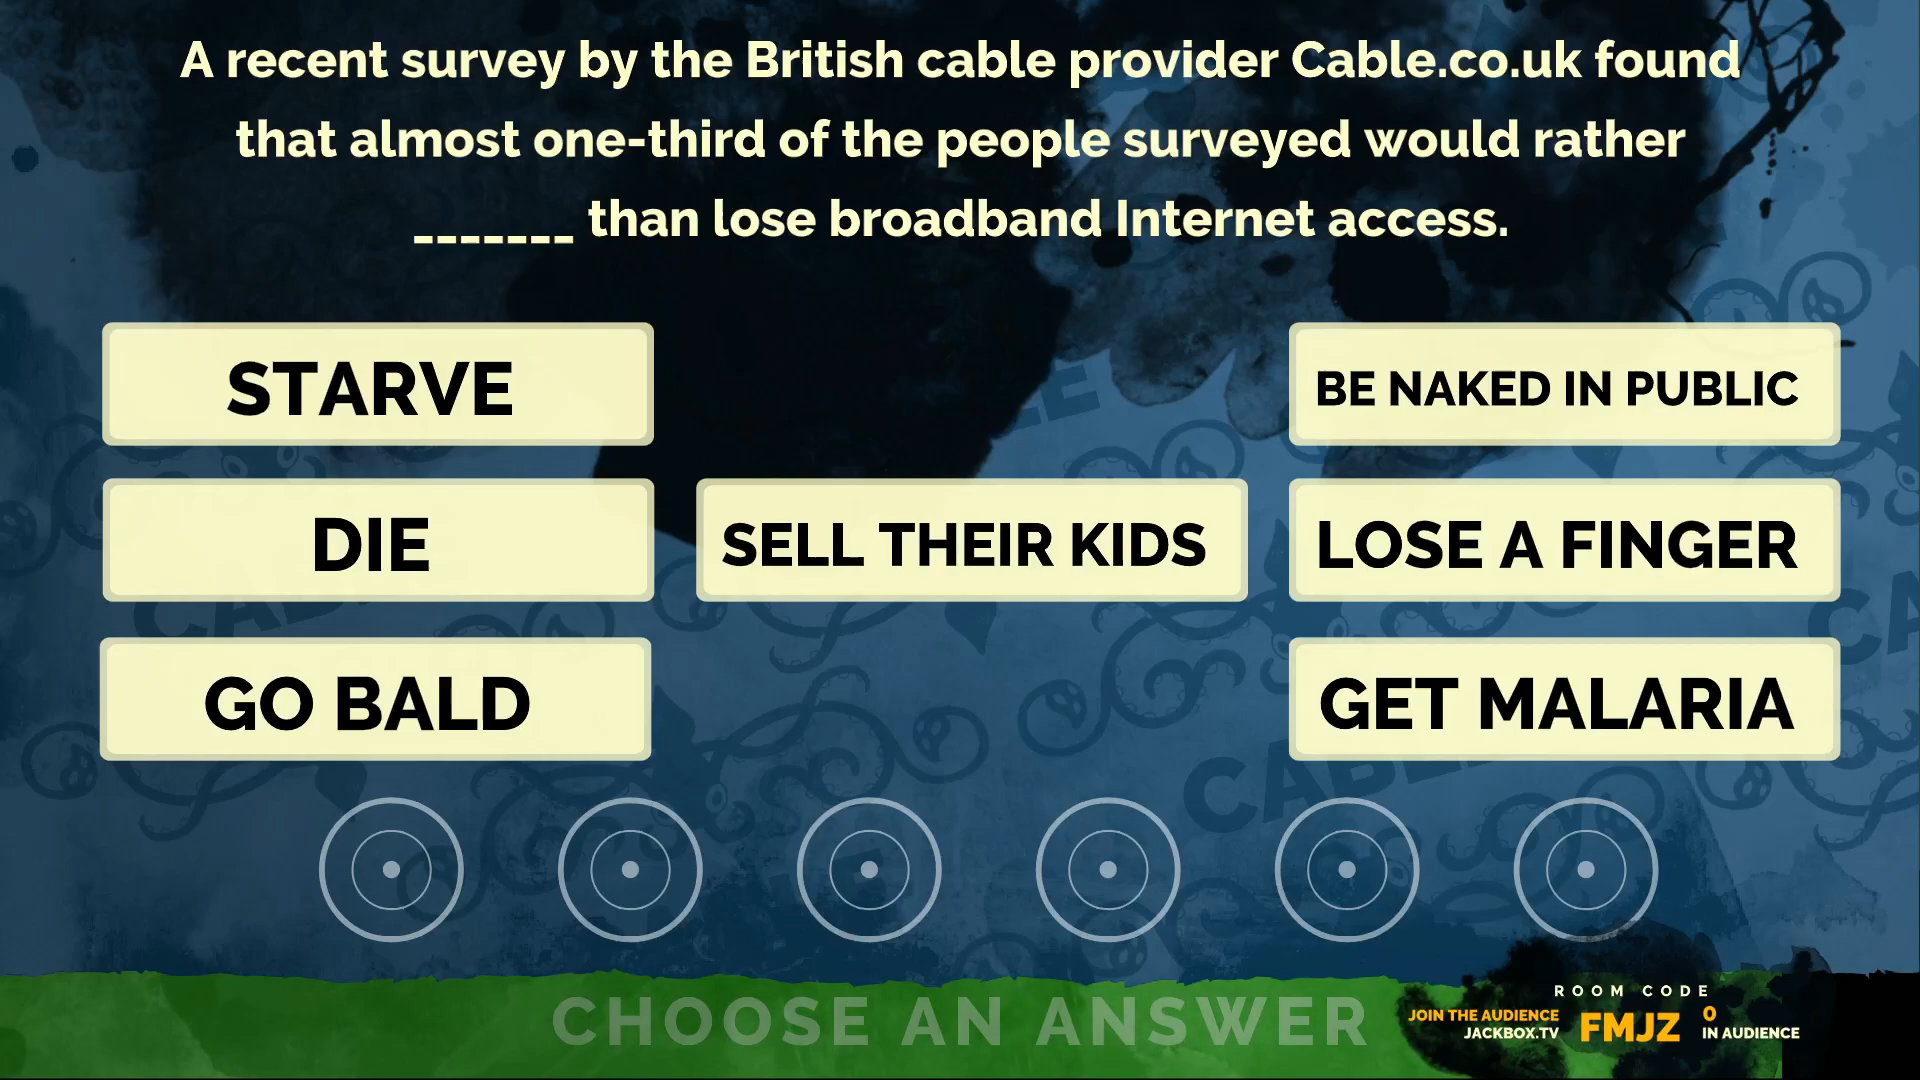 A recent survey by the British cable provider Cable.co.uk found
that almost one-third of the people surveyed would rather
_______ than lose broadband Internet access.
STARVE
BE NAKED IN PUBLIC
DIE
SELL THEIR KIDS
LOSE A FINGER
GO BALD
GET MALARIA
CHOOSE AN ANSWER
ROOM CODE
JOIN THE AUDIENCE
JACKBOX.TV
FMJZ
0
IN AUDIENCE
CABLE